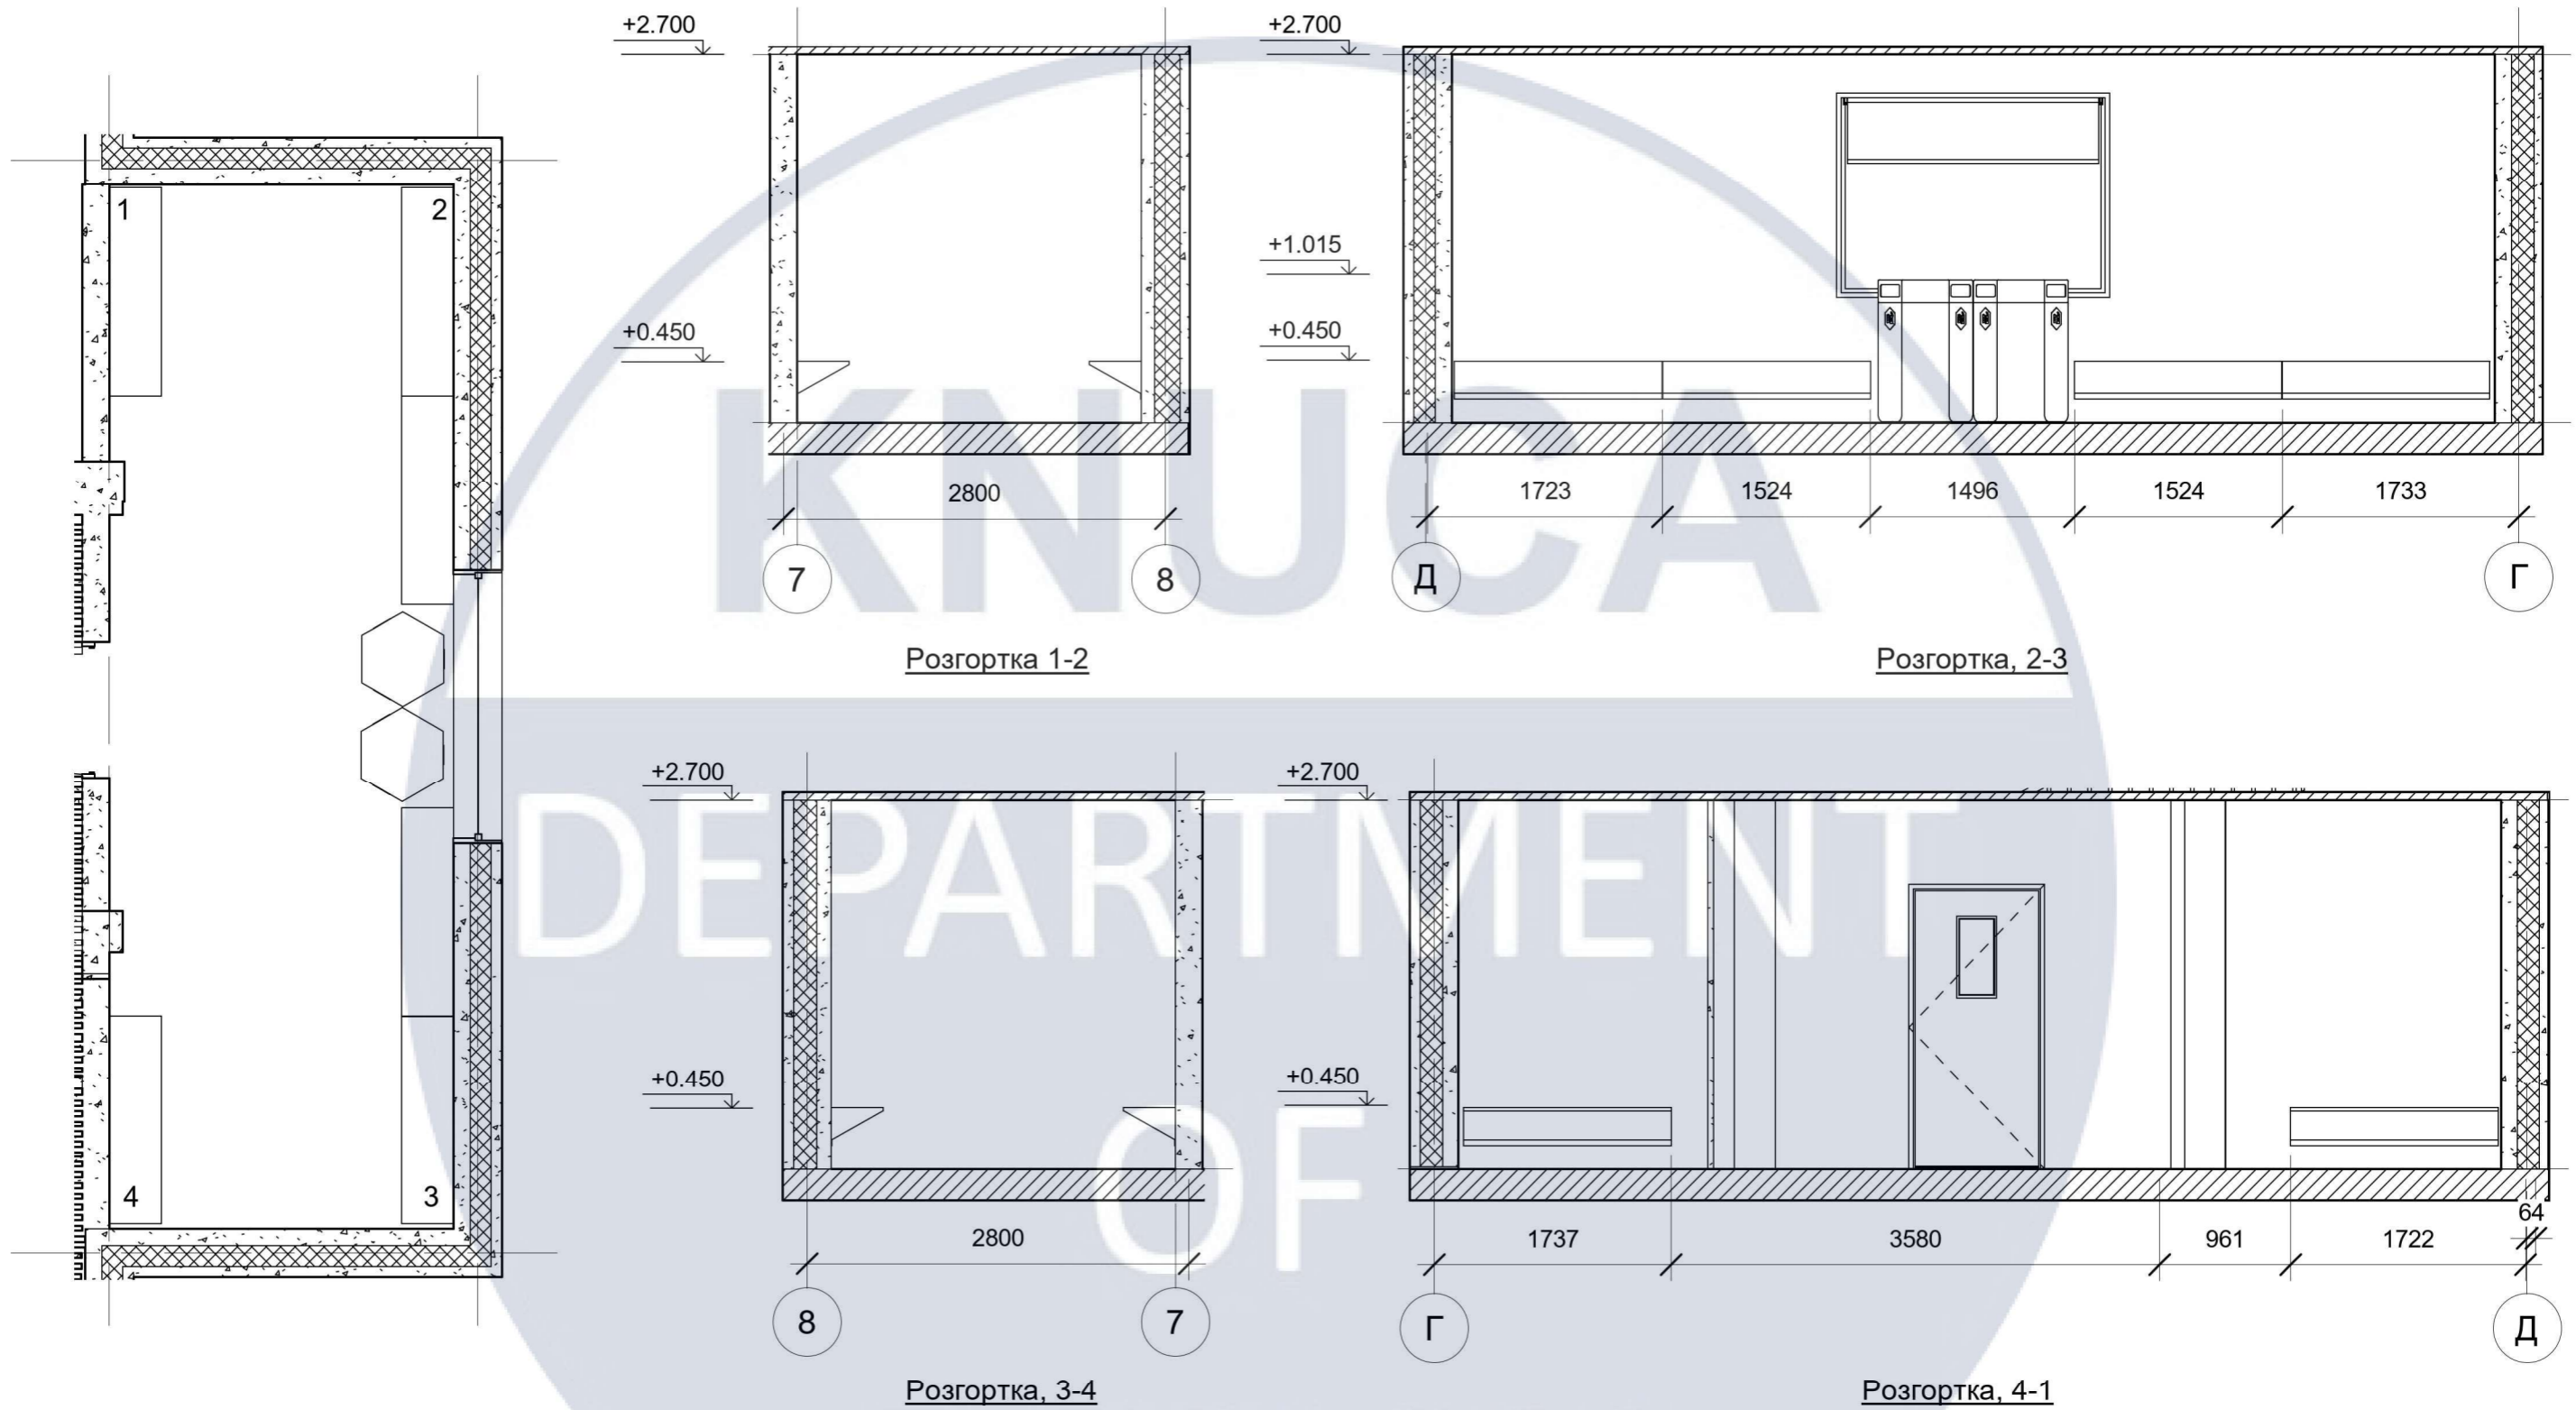 1
2
4
3
+2.700
+0.450
2800
7
8
Розгортка 1-2
+2.700
+1.015
+0.450
1723
1524
1496
1524
1733
Д
Г
Розгортка, 2-3
+2.700
+0.450
2800
8
7
Розгортка, 3-4
+2.700
+0.450
64
1737
3580
961
1722
Г
Д
Розгортка, 4-1
KNUCA
DEPARTMENT
OF